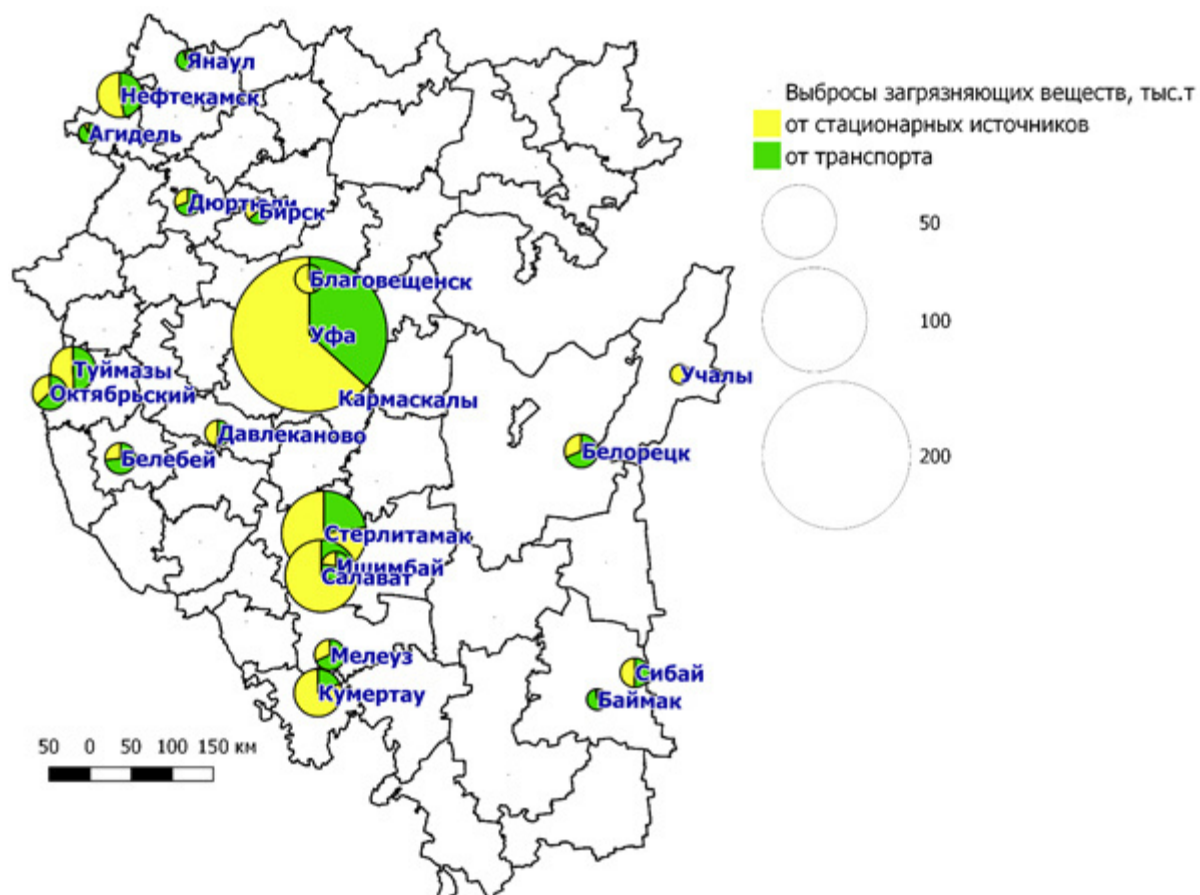 Янаул
Нефтекамск
Агидель
Дюртюли
Бирск
Благовещенск
Уфа
Кармаскалы
Туймазы
Октябрьский
Давлеканово
Белебей
Учалы
Белорецк
Стерлитамак
Ишимбай
Салават
Мелеуз
Кумертау
Сибай
Баймак
50 0 50 100 150 км
Выбросы загрязняющих веществ, тыс.т
от стационарных источников
от транспорта
50
100
200